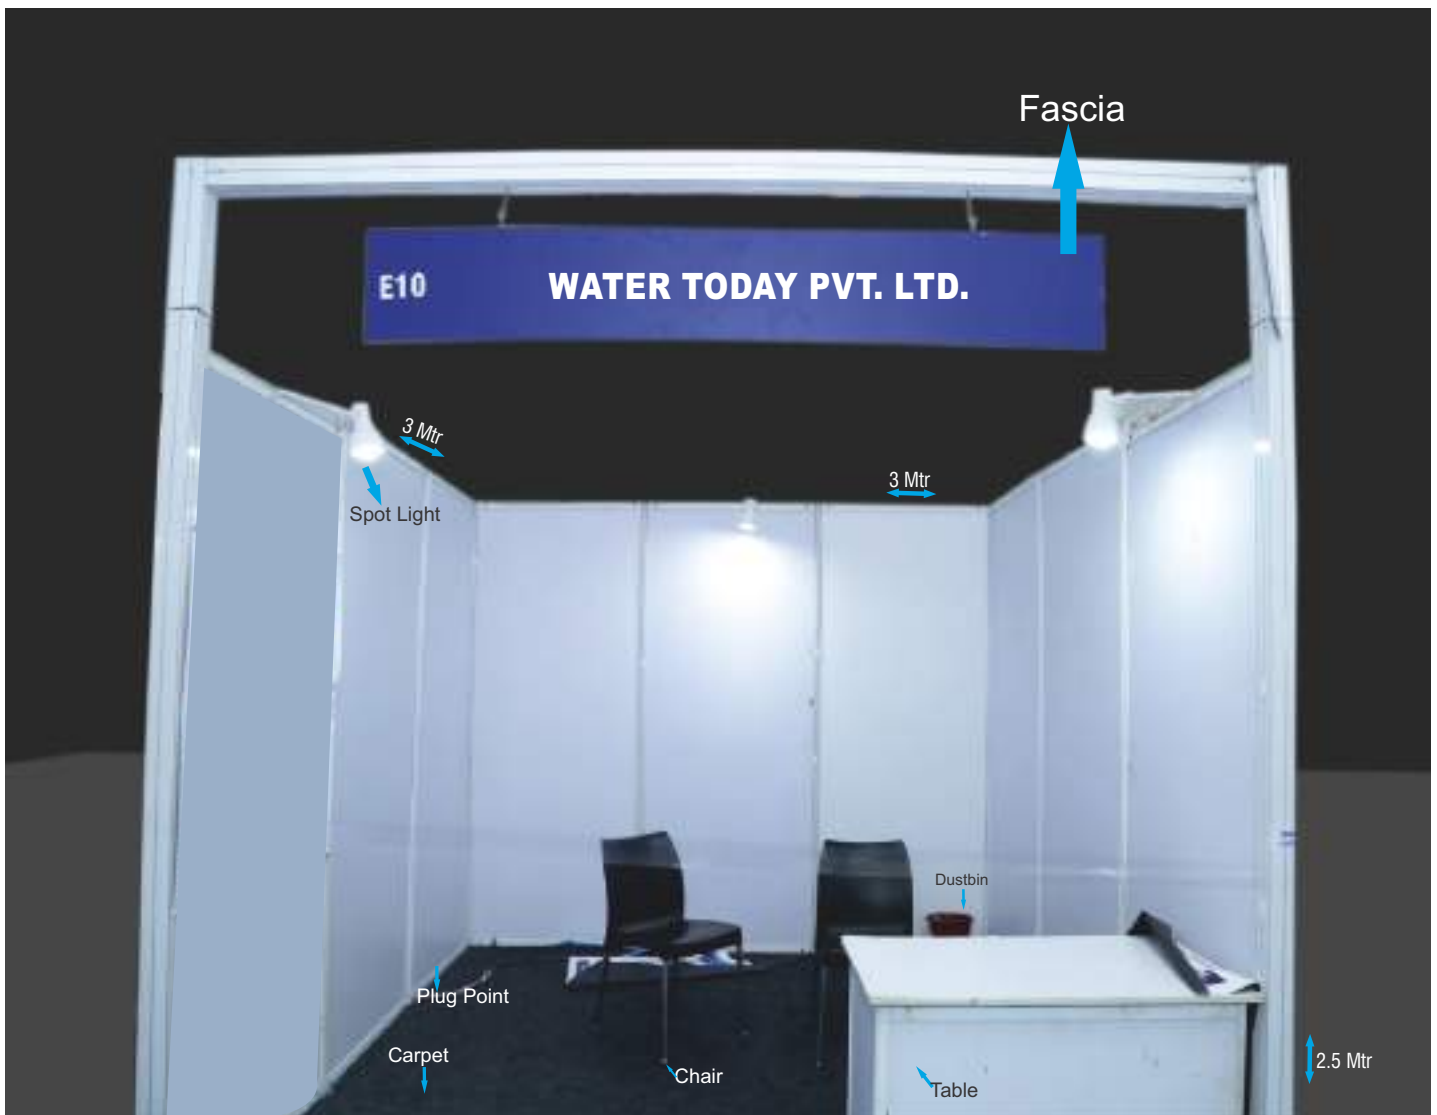 Fascia
E10 WATER TODAY PVT. LTD.
3 Mtr
3 Mtr
Spot Light
Dustbin
Plug Point
Carpet
Chair
Table
2.5 Mtr